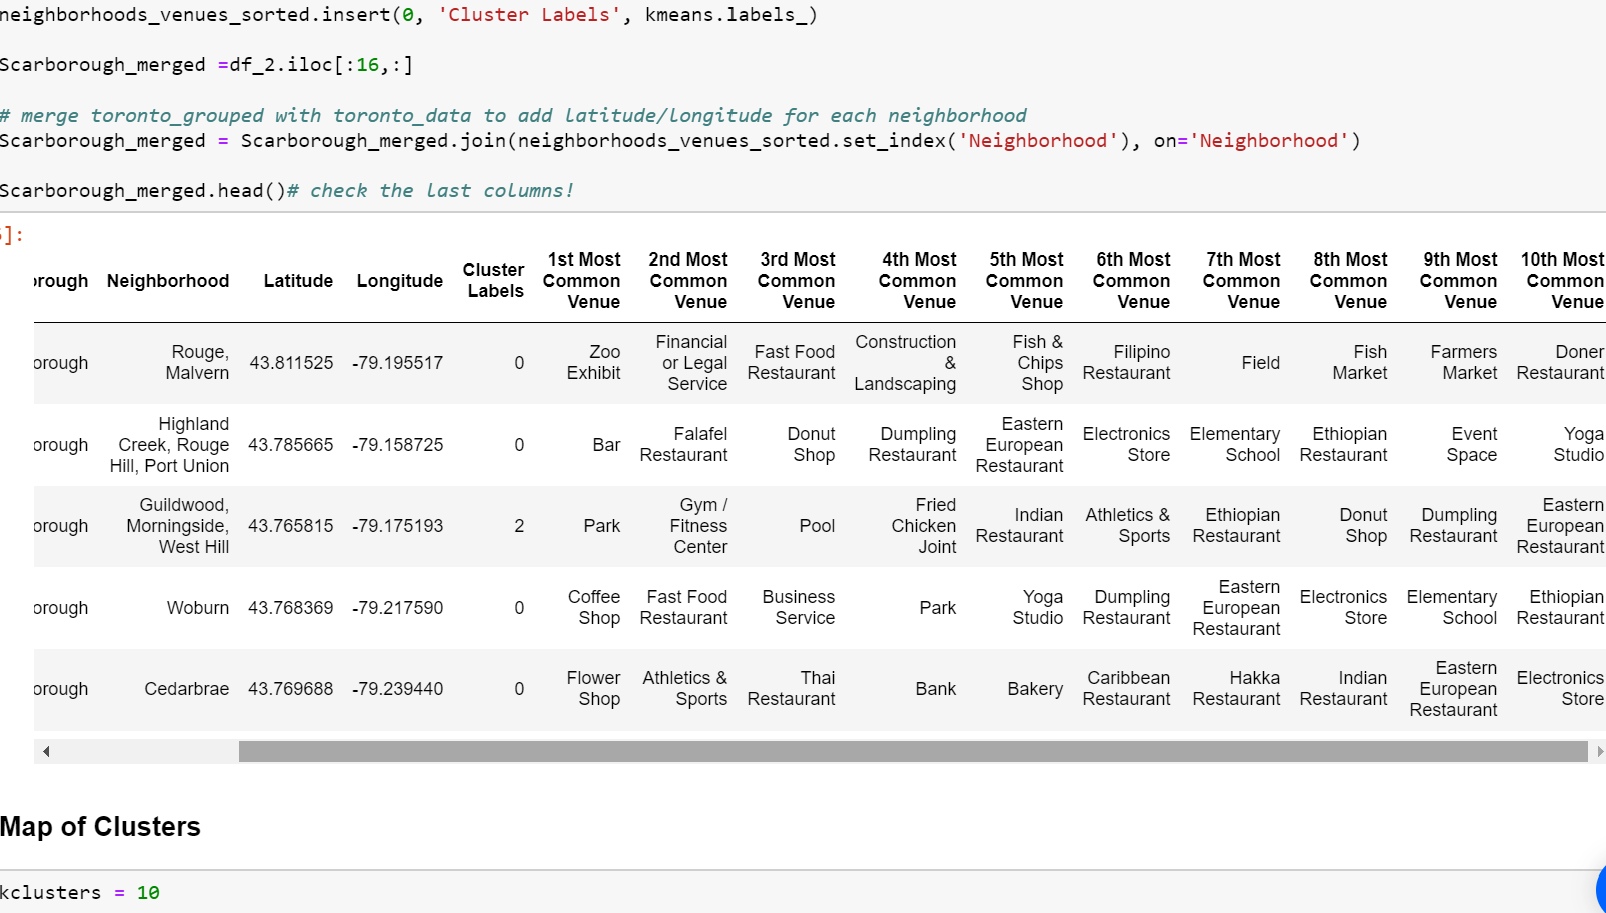 neighborhoods_venues_sorted.insert(0, 'Cluster Labels', kmeans.labels_)
Scarborough_merged =df_2.iloc[:16,:]
# merge toronto_grouped with toronto_data to add latitude/longitude for each neighborhood
Scarborough_merged = Scarborough_merged.join(neighborhoods_venues_sorted.set_index('Neighborhood'), on='Neighborhood')
Scarborough_merged.head()# check the last columns!
]:
orough Neighborhood Latitude Longitude Cluster Labels 1st Most Common Venue 2nd Most Common Venue 3rd Most Common Venue 4th Most Common Venue 5th Most Common Venue 6th Most Common Venue 7th Most Common Venue 8th Most Common Venue 9th Most Common Venue 10th Most Common Venue
orough Rouge, Malvern 43.811525 -79.195517 0 Zoo Exhibit Financial or Legal Service Fast Food Restaurant Construction & Landscaping Fish & Chips Shop Filipino Restaurant Field Fish Market Farmers Market Doner Restaurant
orough Highland Creek, Rouge Hill, Port Union 43.785665 -79.158725 0 Bar Falafel Restaurant Donut Shop Dumpling Restaurant Eastern European Restaurant Electronics Store Elementary School Ethiopian Restaurant Event Space Yoga Studio
orough Guildwood, Morningside, West Hill 43.765815 -79.175193 2 Park Gym / Fitness Center Pool Fried Chicken Joint Indian Restaurant Athletics & Sports Ethiopian Restaurant Donut Shop Dumpling Restaurant Eastern European Restaurant
orough Woburn 43.768369 -79.217590 0 Coffee Shop Fast Food Restaurant Business Service Park Yoga Studio Dumpling Restaurant Eastern European Restaurant Electronics Store Elementary School Ethiopian Restaurant
orough Cedarbrae 43.769688 -79.239440 0 Flower Shop Athletics & Sports Thai Restaurant Bank Bakery Caribbean Restaurant Hakka Restaurant Indian Restaurant Eastern European Restaurant Electronics Store
Map of Clusters
kclusters = 10